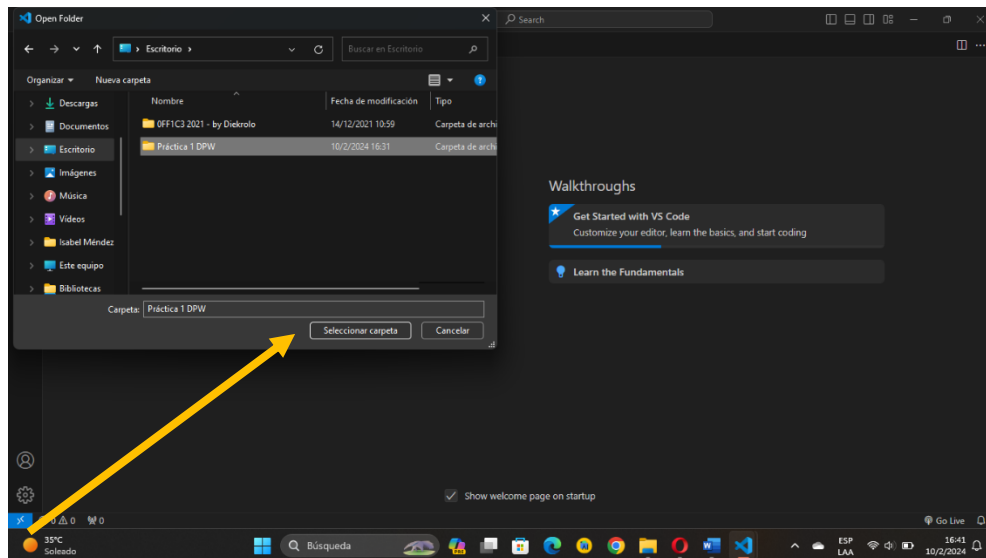 Open Folder
Search
Escritorio
Buscar en Escritorio
Organizar
Nueva carpeta
Nombre
Fecha de modificación
Tipo
Descargas
Documentos
Escritorio
Imágenes
Música
Vídeos
Isabel Méndez
Este equipo
Bibliotecas
0FF1C3 2021 - by Diekrolo
14/12/2021 10:59
Carpeta de archi
Práctica 1 DPW
10/2/2024 16:31
Carpeta de archi
Carpeta: Práctica 1 DPW
Seleccionar carpeta
Cancelar
Walkthroughs
Get Started with VS Code
Customize your editor, learn the basics, and start coding
Learn the Fundamentals
Show welcome page on startup
0 0
0
Go Live
35°C
Soleado
Búsqueda
ESP
LAA
16:41
10/2/2024